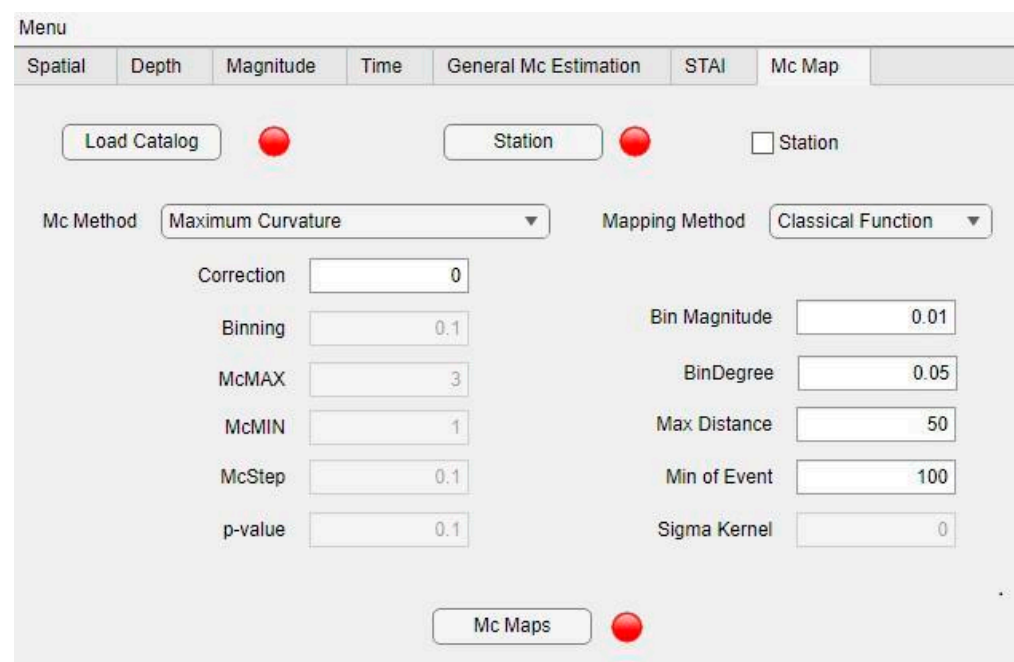 Menu
Spatial Depth Magnitude Time General Mc Estimation STAI Mc Map
Load Catalog Station Station
Mc Method Maximum Curvature Mapping Method Classical Function
Correction 0
Bin Magnitude 0.01
Binning 0.1
BinDegree 0.05
McMAX 3
Max Distance 50
McMIN 1
Min of Event 100
McStep 0.1
Sigma Kernel 0
p-value 0.1
Mc Maps